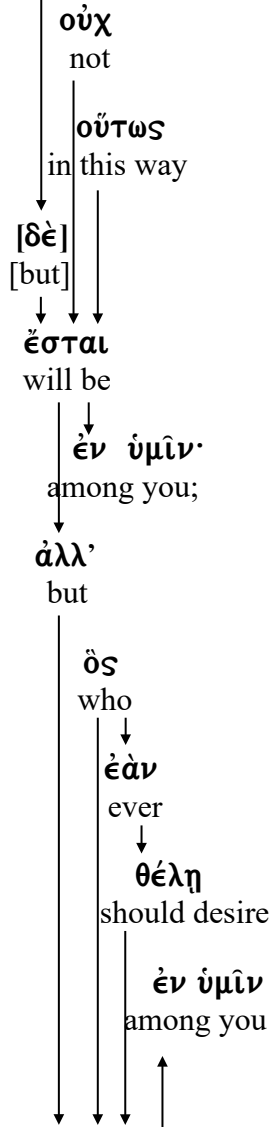 οὐχ
not
οὕτως
in this way
[δὲ]
[but]
ἔσται
will be
ἐν ὑμῖν·
among you;
ἀλλ’
but
ὃς
who
ἐὰν
ever
θέλῃ
should desire
ἐν ὑμῖν
among you